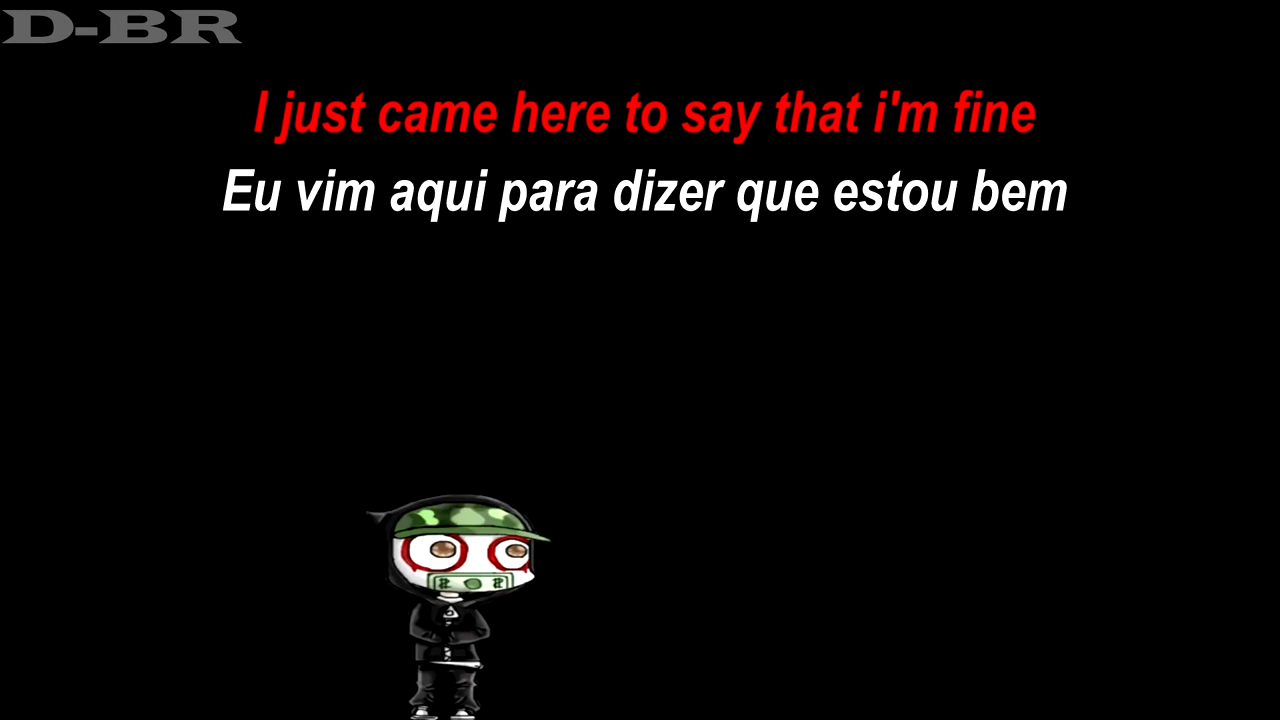 D-BR
I just came here to say that i'm fine
Eu vim aqui para dizer que estou bem